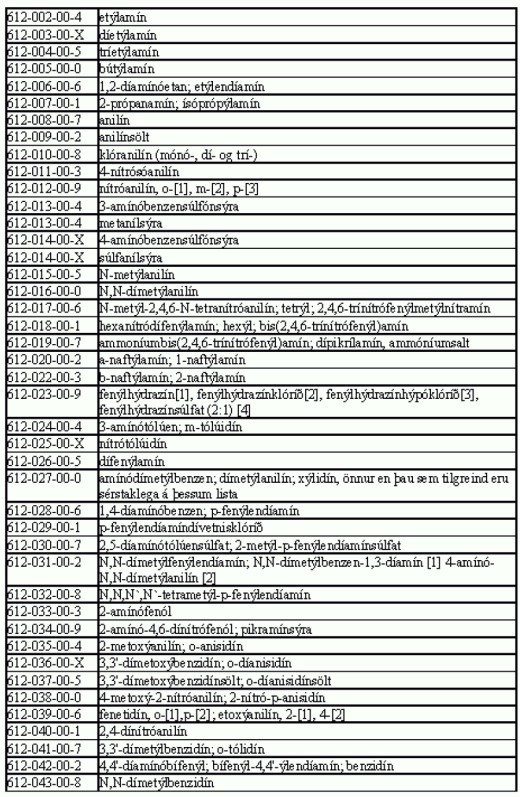 612-002-00-4 etýlamín
612-003-00-X díetýlamín
612-004-00-5 tríetýlamín
612-005-00-0 bútýlamín
612-006-00-6 1,2-díamínóetan; etýlendíamín
612-007-00-1 2-própanamín; ísóprópýlamín
612-008-00-7 anilín
612-009-00-2 anilínsölt
612-010-00-8 klóranilín (mónó-, dí- og trí-)
612-011-00-3 4-nítrósóanilín
612-012-00-9 nítróanilín, o-[1], m-[2], p-[3]
612-013-00-4 3-amínóbenzensúlfónsýra
612-013-00-4 metanílsýra
612-014-00-X 4-amínóbenzensúlfónsýra
612-014-00-X súlfanílsýra
612-015-00-5 N-metýlanilín
612-016-00-0 N,N-dímetýlanilín
612-017-00-6 N-metýl-2,4,6-N-tetranítróanilín; tetrýl; 2,4,6-trínítrófenýlmetýlnítramín
612-018-00-1 hexanítródífenýlamín; hexýl; bis(2,4,6-trínítrófenýl)amín
612-019-00-7 ammoníumbis(2,4,6-trínítrófenýl)amín; dípikrílamín, ammóníumsalt
612-020-00-2 a-naftýlamín; 1-naftýlamín
612-022-00-3 b-naftýlamín; 2-naftýlamín
612-023-00-9 fenýlhýdrazín[1], fenýlhýdrazínklóríð[2], fenýlhýdrazínhýpóklóríð[3],
fenýlhýdrazínsúlfat (2:1) [4]
612-024-00-4 3-amínótólúen; m-tólúidín
612-025-00-X nítrótólúidín
612-026-00-5 dífenýlamín
612-027-00-0 amínódímetýlbenzen; dímetýlanilín; xýlidín, önnur en þau sem tilgreind eru
sérstaklega á þessum lista
612-028-00-6 1,4-díamínóbenzen; p-fenýlendíamín
612-029-00-1 p-fenýlendíamíndívetnisklóríð
612-030-00-7 2,5-díamínótólúensúlfat; 2-metýl-p-fenýlendíamínsúlfat
612-031-00-2 N,N-dímetýlfenýlendíamín; N,N-dímetýlbenzen-1,3-díamín [1] 4-amínó-
N,N-dímetýlanilín [2]
612-032-00-8 N,N,N`,N`-tetrametýl-p-fenýlendíamín
612-033-00-3 2-amínófenól
612-034-00-9 2-amínó-4,6-dínítrófenól; pikramínsýra
612-035-00-4 2-metoxýanilín; o-anisidín
612-036-00-X 3,3'-dímetoxýbenzidín; o-díanisidín
612-037-00-5 3,3'-dímetoxýbenzidínsölt; o-díanisidínsölt
612-038-00-0 4-metoxý-2-nítróanilín; 2-nítró-p-anisidín
612-039-00-6 fenetidín, o-[1],p-[2]; etoxýanilín, 2-[1], 4-[2]
612-040-00-1 2,4-dínítróanilín
612-041-00-7 3,3'-dímetýlbenzidín; o-tólidín
612-042-00-2 4,4'-díamínóbífenýl; bífenýl-4,4'-ýlendíamín; benzidín
612-043-00-8 N,N-dímetýlbenzidín